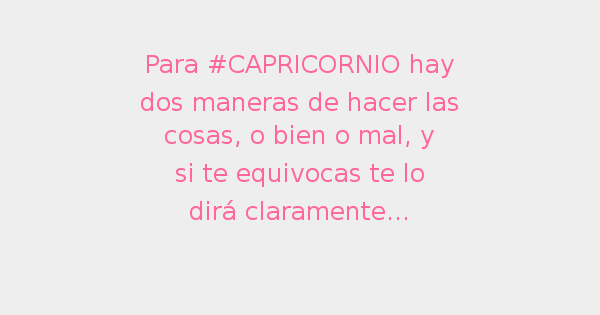 Para #CAPRICORNIO hay
dos maneras de hacer las
cosas, o bien o mal, y
si te equivocas te lo
dirá claramente...